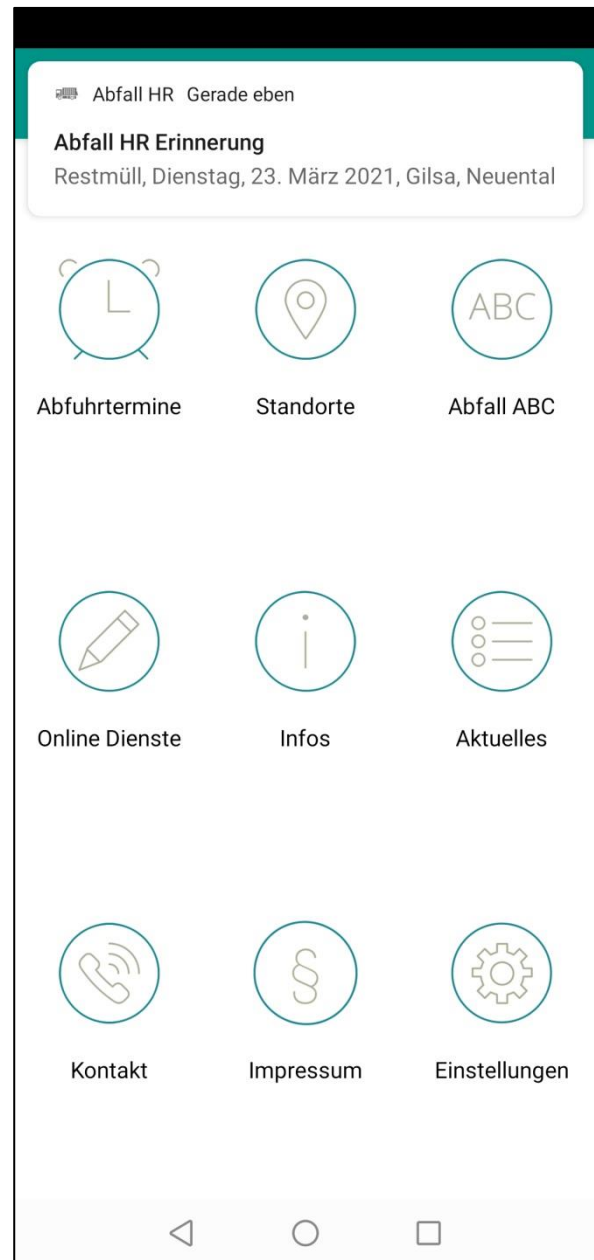 Abfall HR Gerade eben
Abfall HR Erinnerung
Restmüll, Dienstag, 23. März 2021, Gilsa, Neuental
ABC
Abfuhrtermine Standorte Abfall ABC
Online Dienste Infos Aktuelles
§
Kontakt Impressum Einstellungen